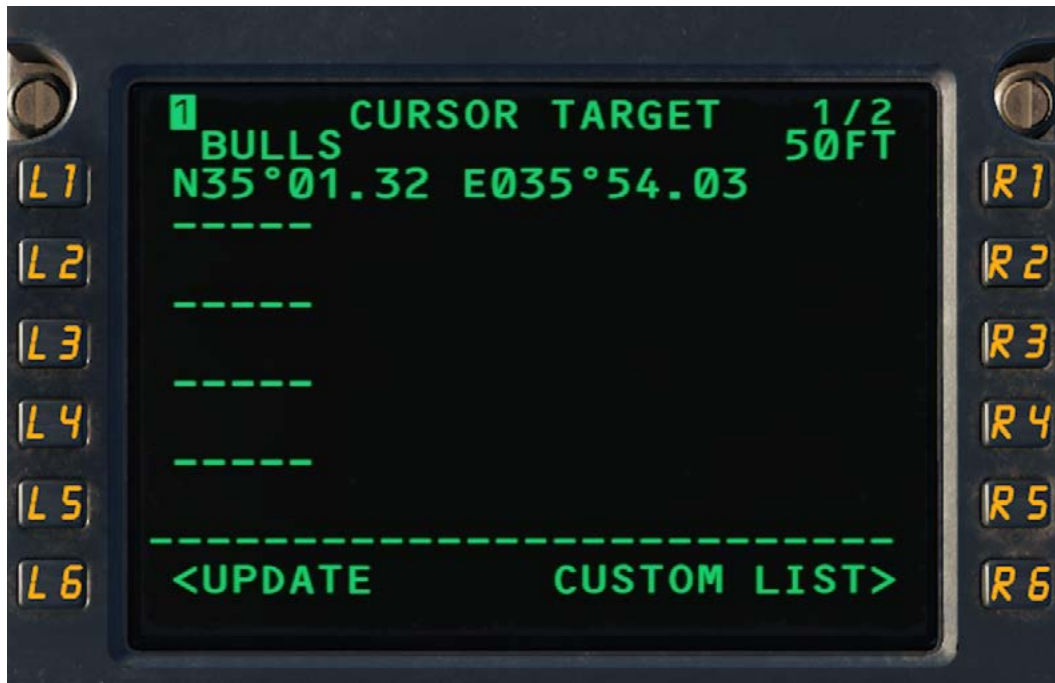 1 CURSOR TARGET 1/2
BULLS 50FT
L1 N35°01.32 E035°54.03 R1
-----
L2 R2
-----
L3 R3
-----
L4 R4
-----
L5 R5
----------------------------
L6 <UPDATE CUSTOM LIST> R6